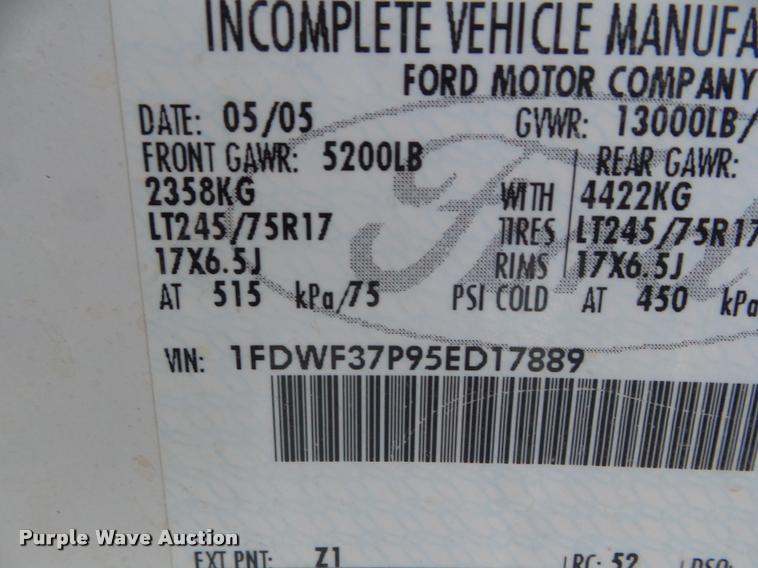 INCOMPLETE VEHICLE MANUFA
FORD MOTOR COMPANY
DATE: 05/05 GVWR: 13000LB/
FRONT GAWR: 5200LB REAR GAWR:
2358KG WITH 4422KG
LT245/75R17 TIRES LT245/75R17
17X6.5J RIMS 17X6.5J
AT 515 kPa/75 PSI COLD AT 450 kPa
VIN: 1FDWF37P95ED17889
Purple Wave Auction
EXT PNT: Z1 RC: 52 DSO: